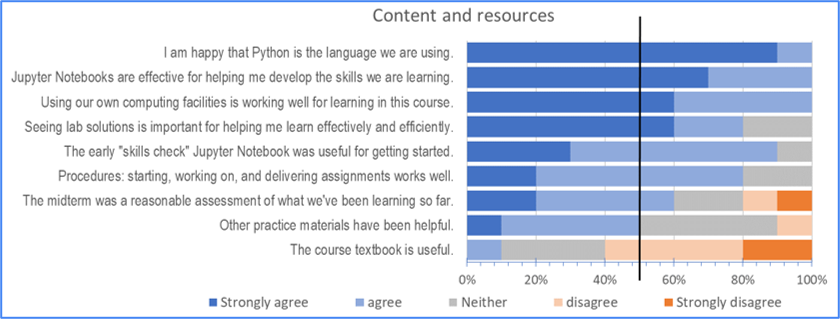 Content and resources
I am happy that Python is the language we are using.
Jupyter Notebooks are effective for helping me develop the skills we are learning.
Using our own computing facilities is working well for learning in this course.
Seeing lab solutions is important for helping me learn effectively and efficiently.
The early "skills check" Jupyter Notebook was useful for getting started.
Procedures: starting, working on, and delivering assignments works well.
The midterm was a reasonable assessment of what we've been learning so far.
Other practice materials have been helpful.
The course textbook is useful.
0% 20% 40% 60% 80% 100%
Strongly agree agree Neither disagree Strongly disagree